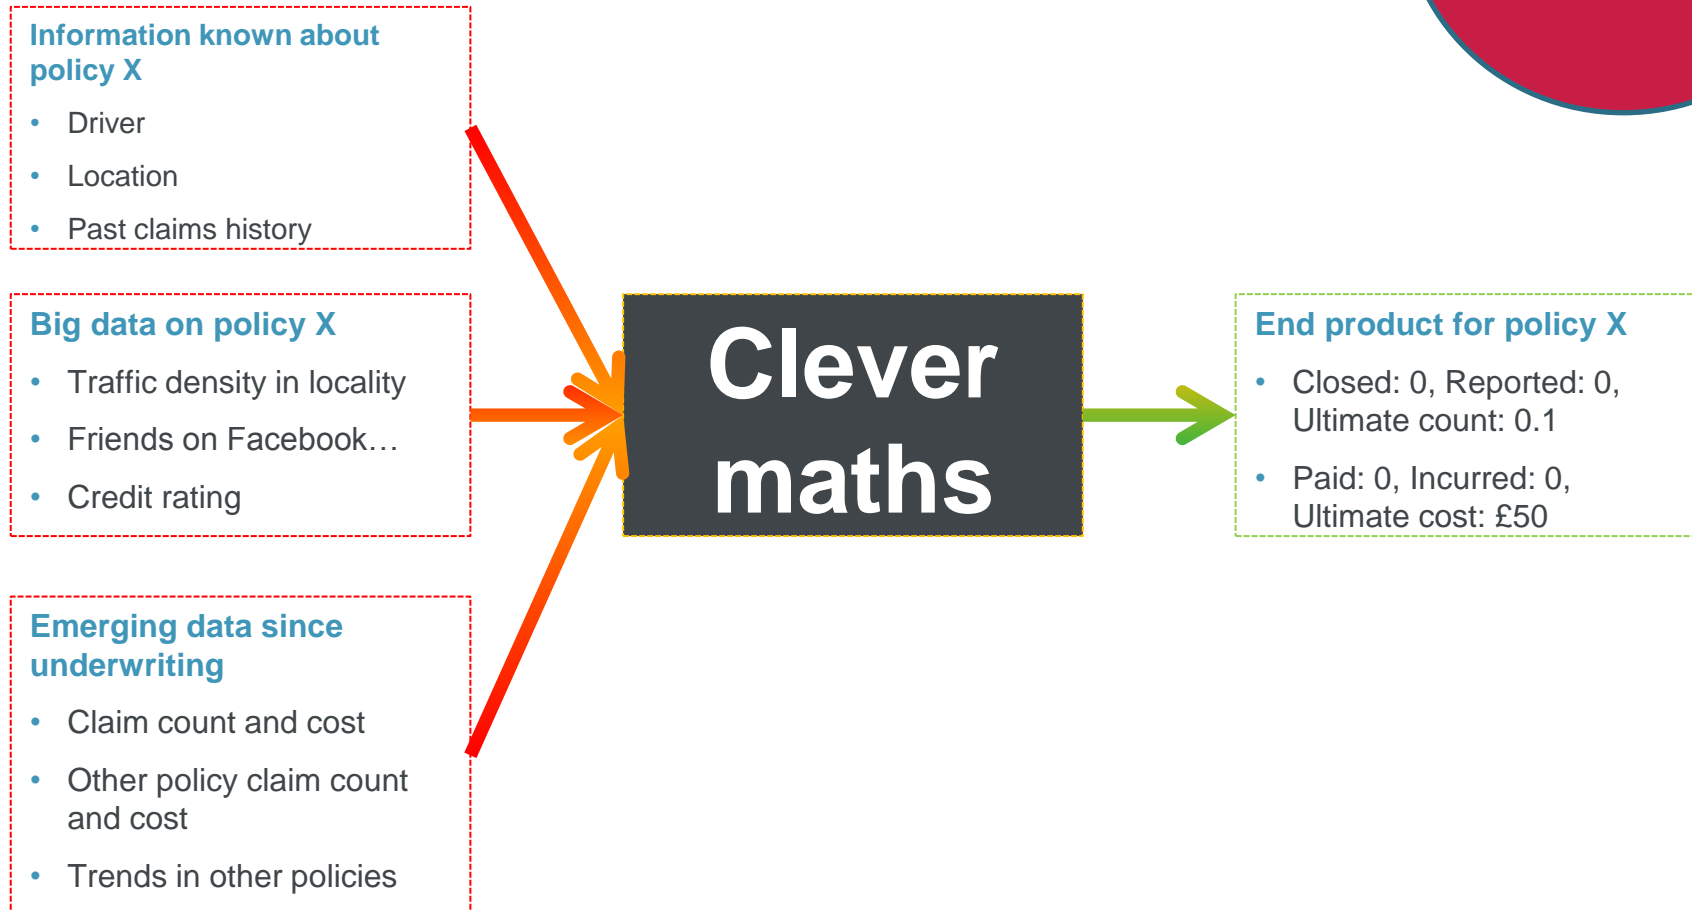 Information known about
policy X
• Driver
• Location
• Past claims history
Big data on policy X
• Traffic density in locality
• Friends on Facebook…
• Credit rating
Emerging data since
underwriting
• Claim count and cost
• Other policy claim count
and cost
• Trends in other policies
Clever
maths
End product for policy X
• Closed: 0, Reported: 0,
Ultimate count: 0.1
• Paid: 0, Incurred: 0,
Ultimate cost: £50